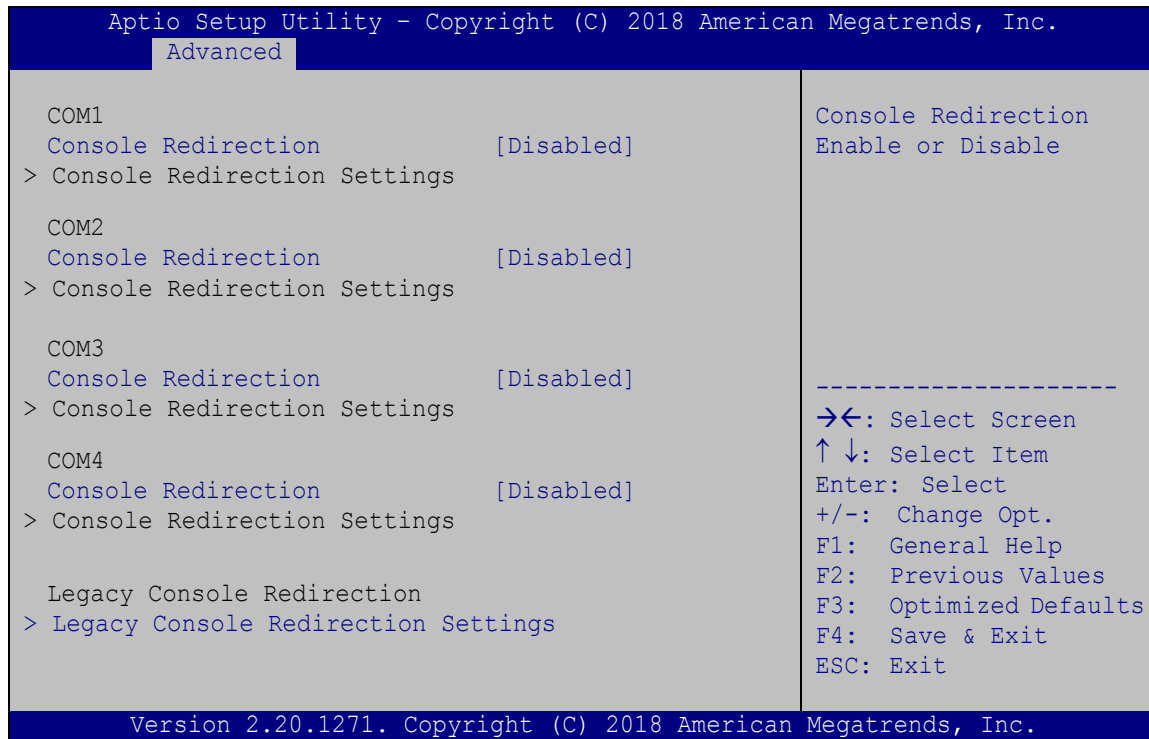 Aptio Setup Utility – Copyright (C) 2018 American Megatrends, Inc.
Advanced
COM1
Console Redirection [Disabled]
> Console Redirection Settings
COM2
Console Redirection [Disabled]
> Console Redirection Settings
COM3
Console Redirection [Disabled]
> Console Redirection Settings
COM4
Console Redirection [Disabled]
> Console Redirection Settings
Legacy Console Redirection
> Legacy Console Redirection Settings
Console Redirection
Enable or Disable
---------------------
→←: Select Screen
↑ ↓: Select Item
Enter: Select
+/-: Change Opt.
F1: General Help
F2: Previous Values
F3: Optimized Defaults
F4: Save & Exit
ESC: Exit
Version 2.20.1271. Copyright (C) 2018 American Megatrends, Inc.